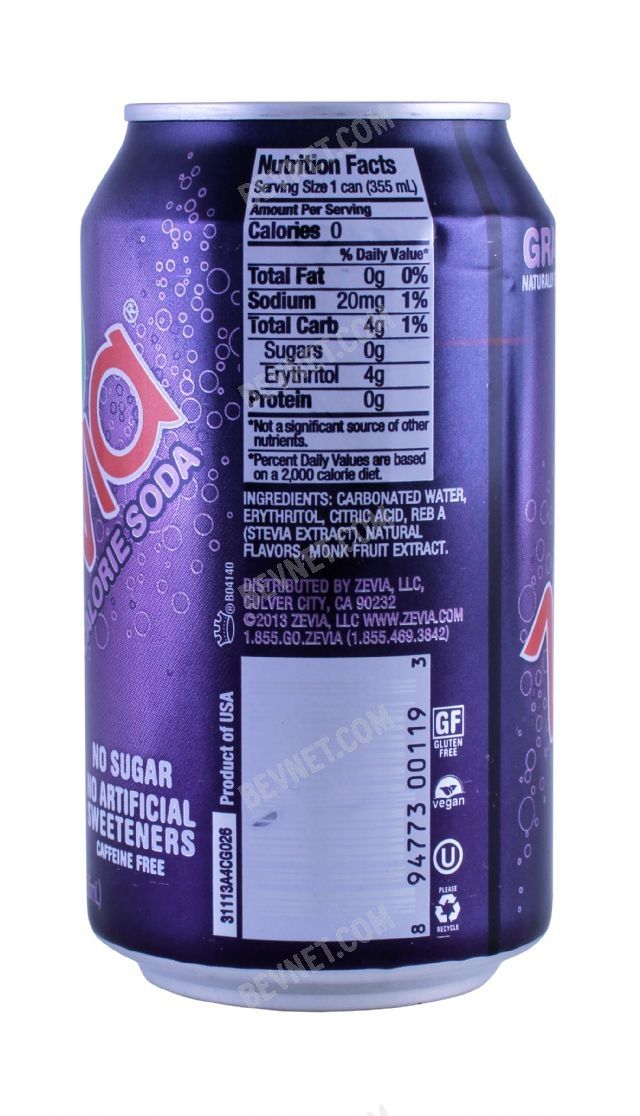 Nutrition Facts
Serving Size 1 can (355 mL)
Amount Per Serving
Calories 0
% Daily Value*
Total Fat 0g 0%
Sodium 20mg 1%
Total Carb 4g 1%
Sugars 0g
Erythritol 4g
Protein 0g
*Not a significant source of other
nutrients.
*Percent Daily Values are based
on a 2,000 calorie diet.
INGREDIENTS: CARBONATED WATER,
ERYTHRITOL, CITRIC ACID, REB A
(STEVIA EXTRACT), NATURAL
FLAVORS, MONK FRUIT EXTRACT.
DISTRIBUTED BY ZEVIA, LLC,
CULVER CITY, CA 90232
©2013 ZEVIA, LLC WWW.ZEVIA.COM
1.855.GO.ZEVIA (1.855.469.3842)
® B04140
Product of USA
31113A4CG026
8 94773 00119 3
GF
GLUTEN
FREE
vegan
U
PLEASE
RECYCLE
®
SODA
NO SUGAR
NO ARTIFICIAL
SWEETENERS
CAFFEINE FREE
BEVNET.COM
BEVNET.COM
BEVNET.COM
BEVNET.COM
BEVNET.COM
BEVNET.COM